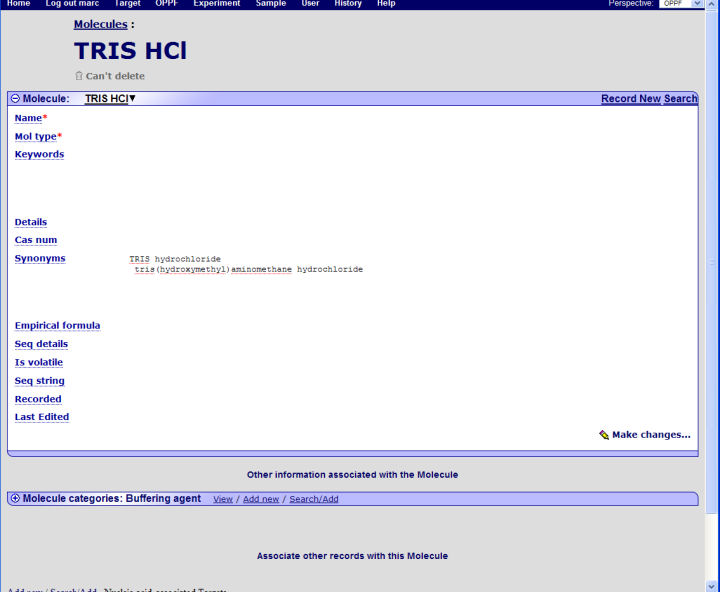 Home Log out marc Target OPPF Experiment Sample User History Help Perspective: OPPF
Molecules :
TRIS HCl
Can't delete
Molecule: TRIS HCl▼ Record New Search
Name*
Mol type*
Keywords
Details
Cas num
Synonyms TRIS hydrochloride
tris(hydroxymethyl)aminomethane hydrochloride
Empirical formula
Seq details
Is volatile
Seq string
Recorded
Last Edited
Make changes...
Other information associated with the Molecule
Molecule categories: Buffering agent View / Add new / Search/Add
Associate other records with this Molecule
Add new / Search/Add Nucleic acid associated Targets